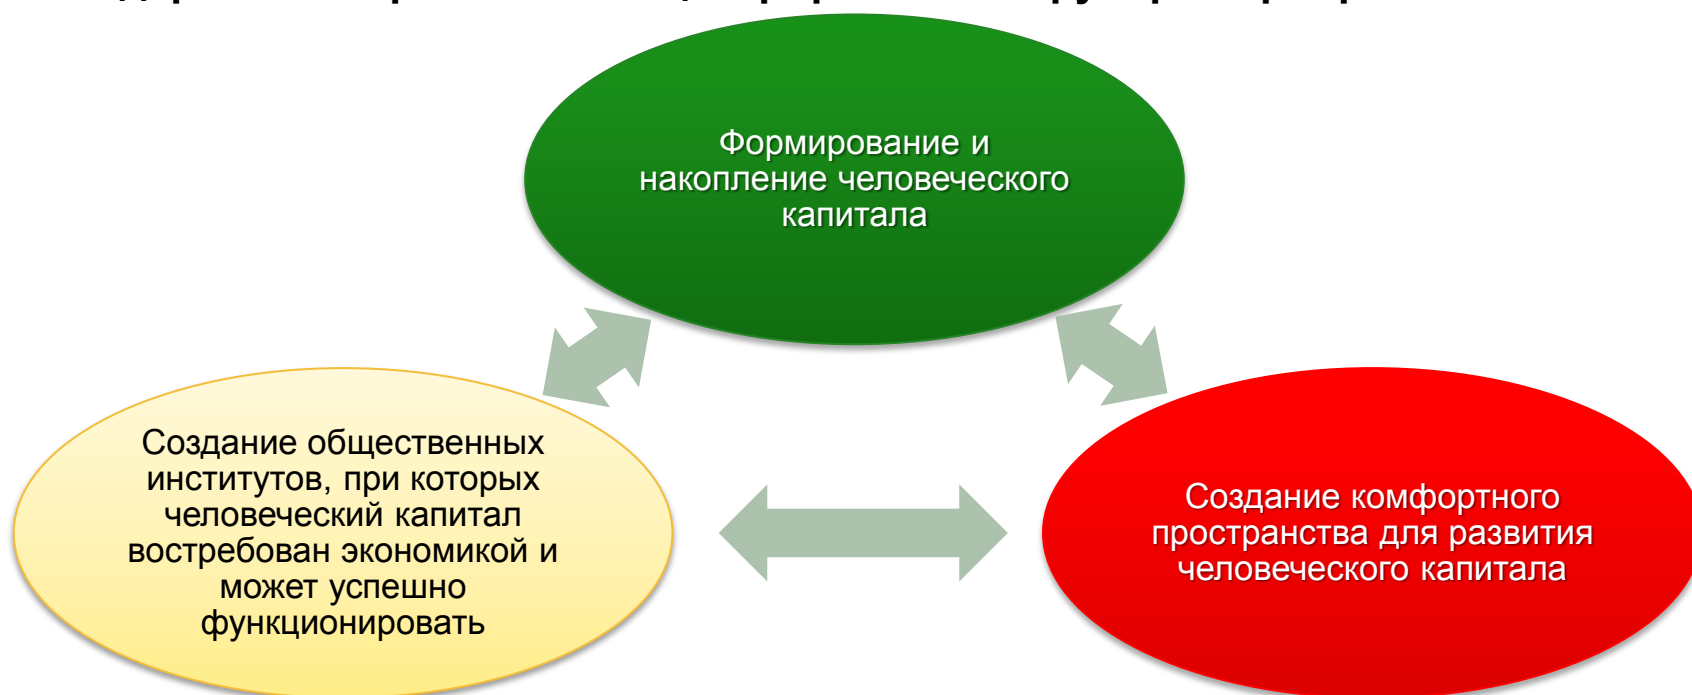 Формирование и
накопление человеческого
капитала
Создание общественных
институтов, при которых
человеческий капитал
востребован экономикой и
может успешно
функционировать
Создание комфортного
пространства для развития
человеческого капитала